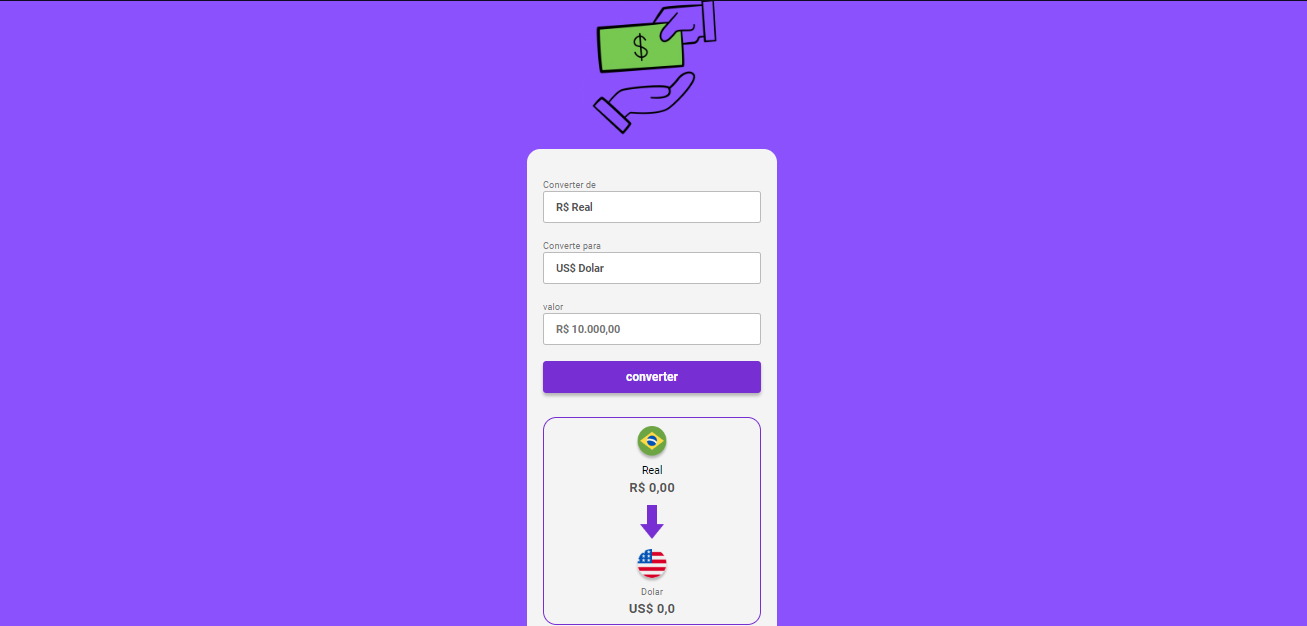 $
Converter de
R$ Real
Converte para
US$ Dolar
valor
R$ 10.000,00
converter
Real
R$ 0,00
Dolar
US$ 0,0